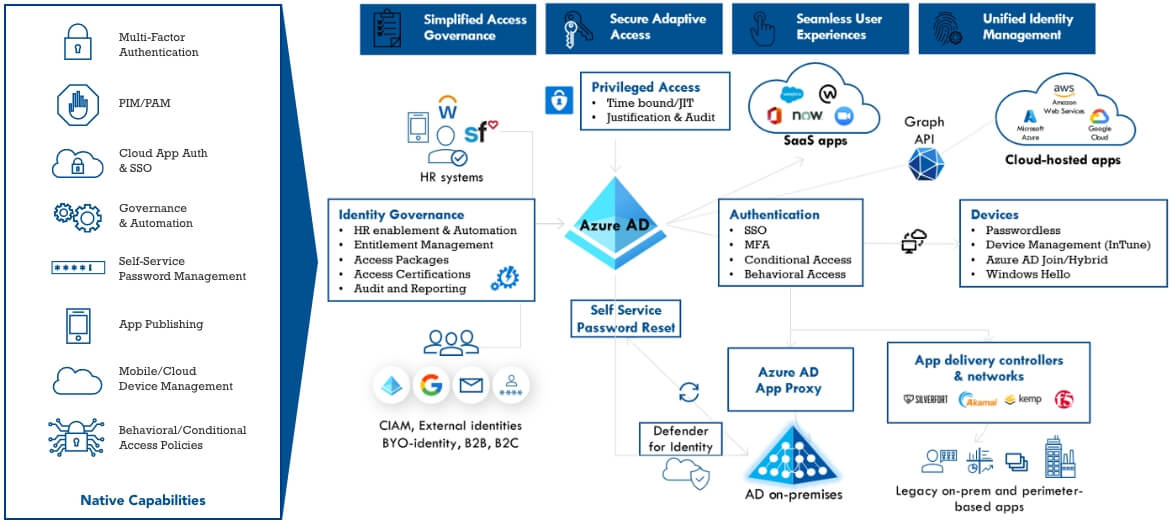 Multi-Factor
Authentication
PIM/PAM
Cloud App Auth
& SSO
Governance
& Automation
Self-Service
Password Management
App Publishing
Mobile/Cloud
Device Management
Behavioral/Conditional
Access Policies
Native Capabilities
Simplified Access
Governance
Secure Adaptive
Access
Seamless User
Experiences
Unified Identity
Management
w
sf
HR systems
Privileged Access
• Time bound/JIT
• Justification & Audit
salesforce
now
SaaS apps
Graph
API
aws
Amazon
Web Services
Microsoft
Azure
Google
Cloud
Cloud-hosted apps
Identity Governance
• HR enablement & Automation
• Entitlement Management
• Access Packages
• Access Certifications
• Audit and Reporting
Azure AD
Authentication
• SSO
• MFA
• Conditional Access
• Behavioral Access
Devices
• Passwordless
• Device Management (InTune)
• Azure AD Join/Hybrid
• Windows Hello
Self Service
Password Reset
G
CIAM, External identities
BYO-identity, B2B, B2C
Azure AD
App Proxy
App delivery controllers
& networks
SILVERFORT
Akamai
kemp
f5
Defender
for Identity
AD on-premises
Legacy on-prem and perimeter-
based apps